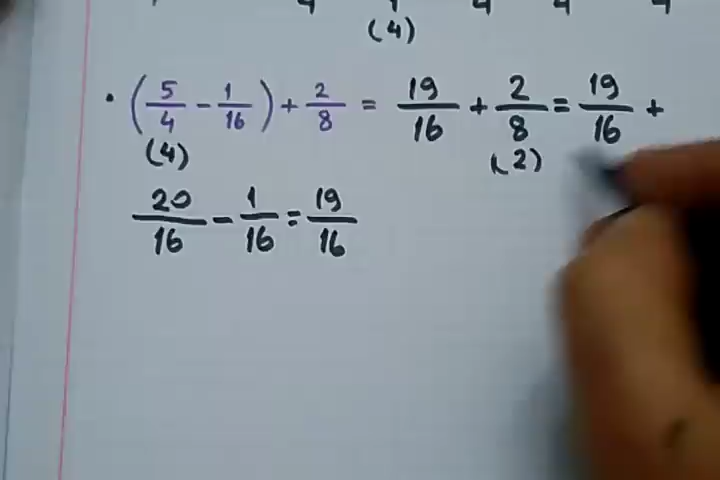 (4)
• (5/4 - 1/16) + 2/8 = 19/16 + 2/8 = 19/16 +
(4) (2)
20/16 - 1/16 = 19/16